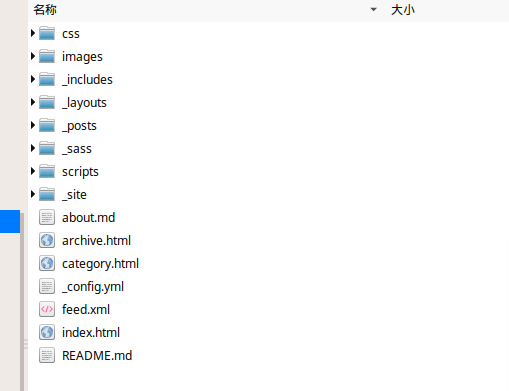 名称 大小
css
images
_includes
_layouts
_posts
_sass
scripts
_site
about.md
archive.html
category.html
_config.yml
feed.xml
index.html
README.md